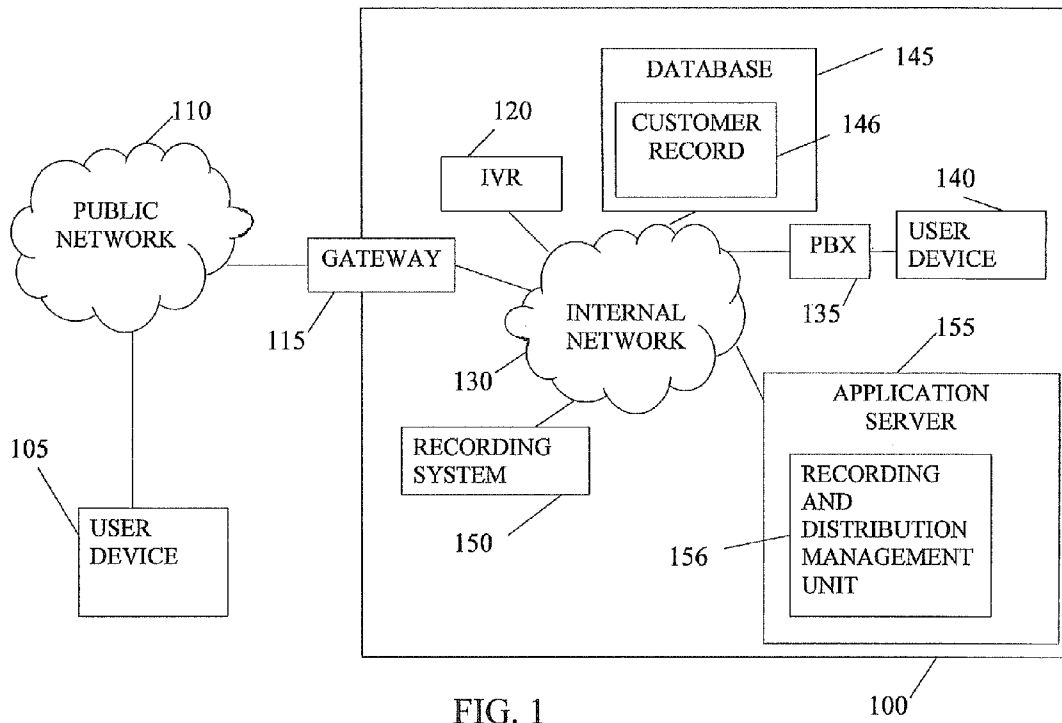 DATABASE
145
CUSTOMER
RECORD
146
110
PUBLIC
NETWORK
120
IVR
140
GATEWAY
115
PBX
135
USER
DEVICE
INTERNAL
NETWORK
130
155
APPLICATION
SERVER
RECORDING
SYSTEM
150
RECORDING
AND
DISTRIBUTION
MANAGEMENT
UNIT
156
105
USER
DEVICE
100
FIG. 1